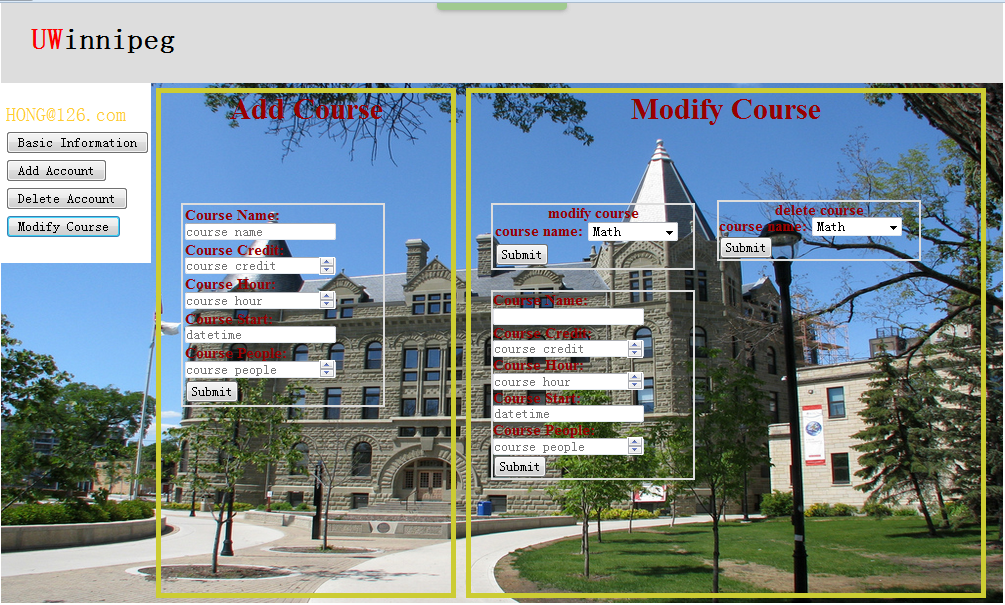 UWinnipeg
HONG@126.com
Basic Information
Add Account
Delete Account
Modify Course
Add Course
Course Name:
course name
Course Credit:
course credit
Course Hour:
course hour
Course Start:
datetime
Course People:
course people
Submit
Modify Course
modify course
course name: Math
Submit
delete course
course name: Math
Submit
Course Name:
Course Credit:
course credit
Course Hour:
course hour
Course Start:
datetime
Course People:
course people
Submit